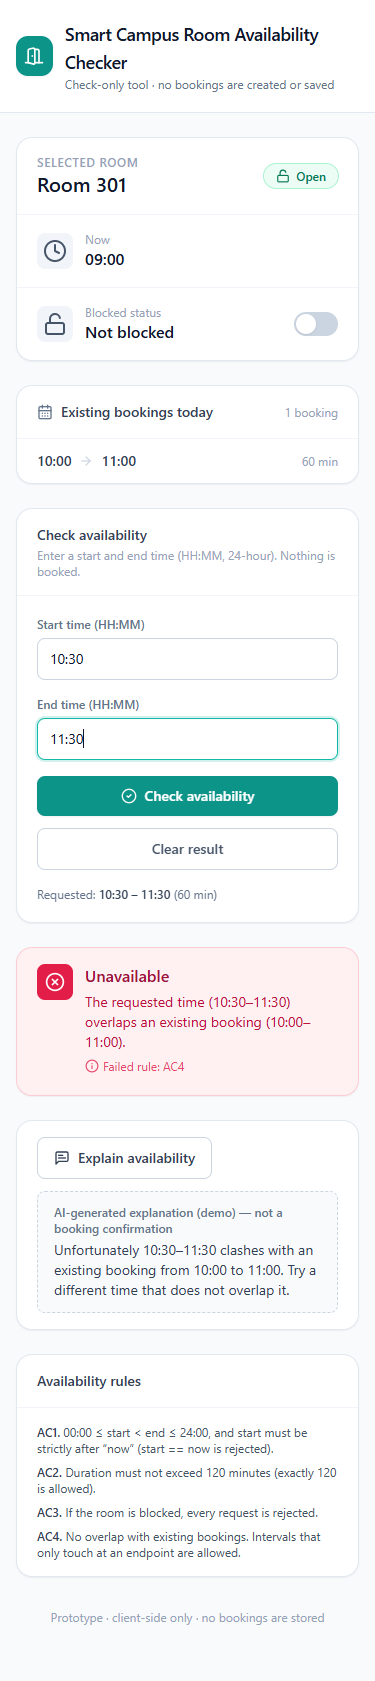 Smart Campus Room Availability
Checker
Check-only tool · no bookings are created or saved
SELECTED ROOM
Room 301
Open
Now
09:00
Blocked status
Not blocked
Existing bookings today
1 booking
10:00 → 11:00
60 min
Check availability
Enter a start and end time (HH:MM, 24-hour). Nothing is
booked.
Start time (HH:MM)
10:30
End time (HH:MM)
11:30
Check availability
Clear result
Requested: 10:30 – 11:30 (60 min)
Unavailable
The requested time (10:30–11:30)
overlaps an existing booking (10:00–
11:00).
Failed rule: AC4
Explain availability
AI-generated explanation (demo) — not a
booking confirmation
Unfortunately 10:30–11:30 clashes with an
existing booking from 10:00 to 11:00. Try a
different time that does not overlap it.
Availability rules
AC1. 00:00 ≤ start < end ≤ 24:00, and start must be
strictly after “now” (start == now is rejected).
AC2. Duration must not exceed 120 minutes (exactly 120
is allowed).
AC3. If the room is blocked, every request is rejected.
AC4. No overlap with existing bookings. Intervals that
only touch at an endpoint are allowed.
Prototype · client-side only · no bookings are stored